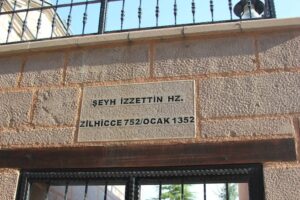 ŞEYH İZZETTİN HZ.
ZİLHİCCE 752/OCAK 1352